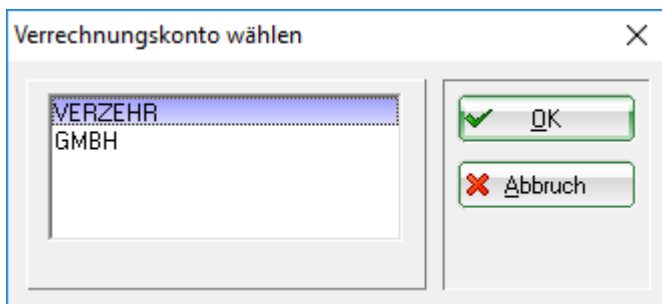 Verrechnungskonto wählen
VERZEHR
GMBH
OK
Abbruch